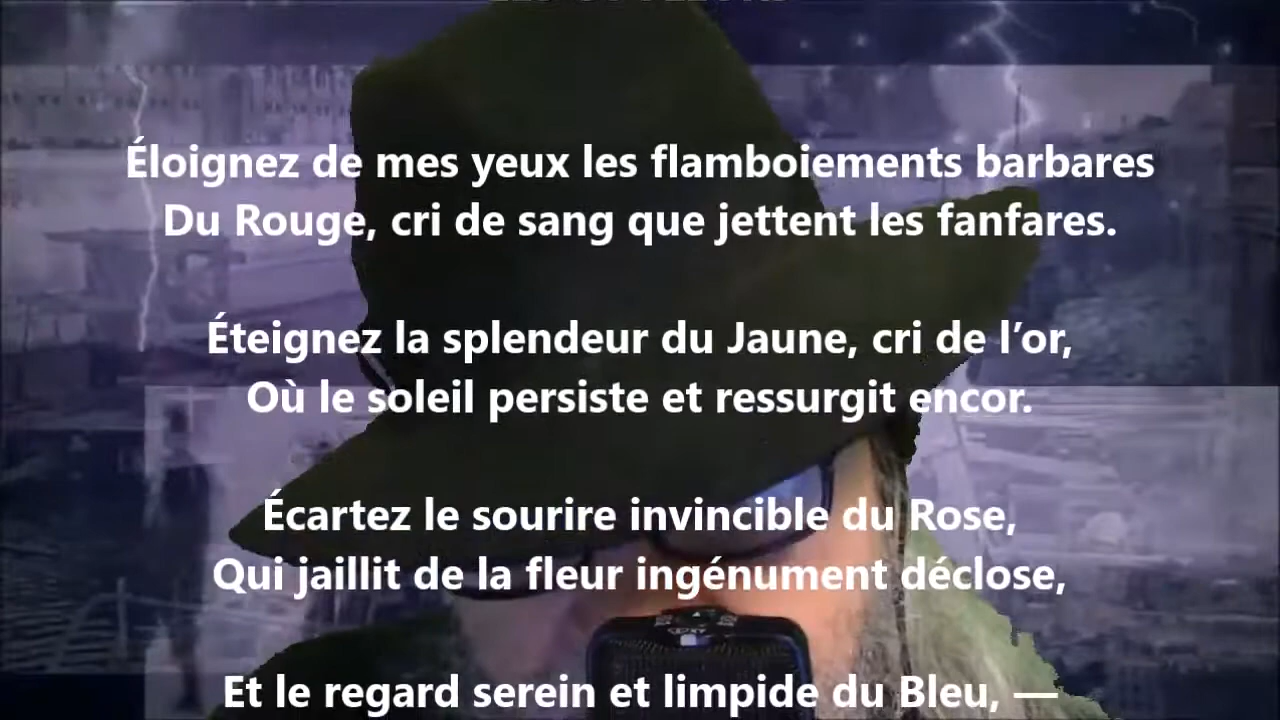 Éloignez de mes yeux les flamboiements barbares
Du Rouge, cri de sang que jettent les fanfares.
Éteignez la splendeur du Jaune, cri de l’or,
Où le soleil persiste et ressurgit encor.
Écartez le sourire invincible du Rose,
Qui jaillit de la fleur ingénument déclose,
Et le regard serein et limpide du Bleu, —